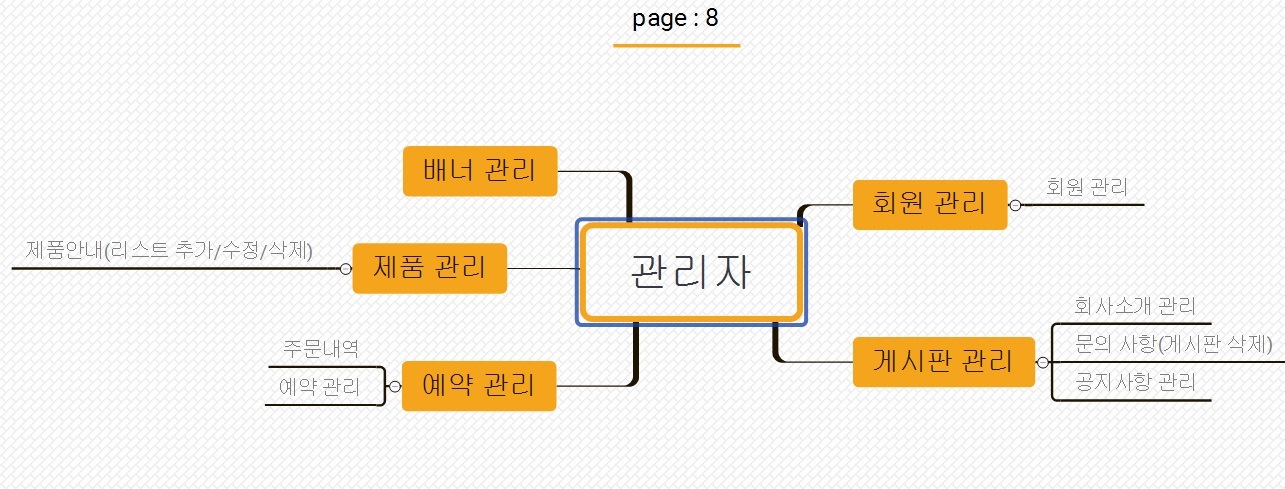 page : 8
배너 관리
회원 관리
회원 관리
제품안내(리스트 추가/수정/삭제)
제품 관리
관리자
회사소개 관리
주문내역
예약 관리
예약 관리
게시판 관리
문의 사항(게시판 삭제)
공지사항 관리